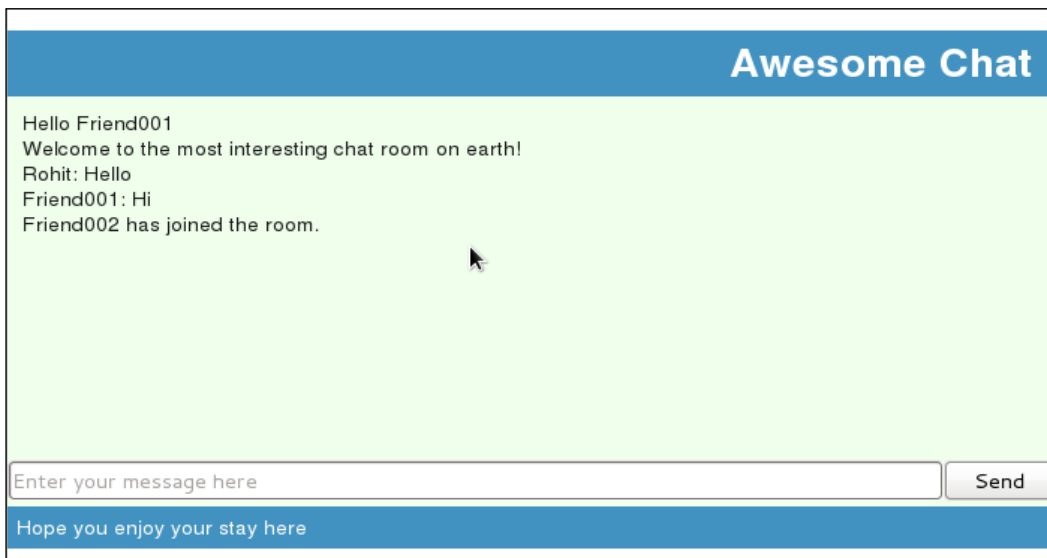 Awesome Chat
Hello Friend001
Welcome to the most interesting chat room on earth!
Rohit: Hello
Friend001: Hi
Friend002 has joined the room.
Enter your message here
Send
Hope you enjoy your stay here